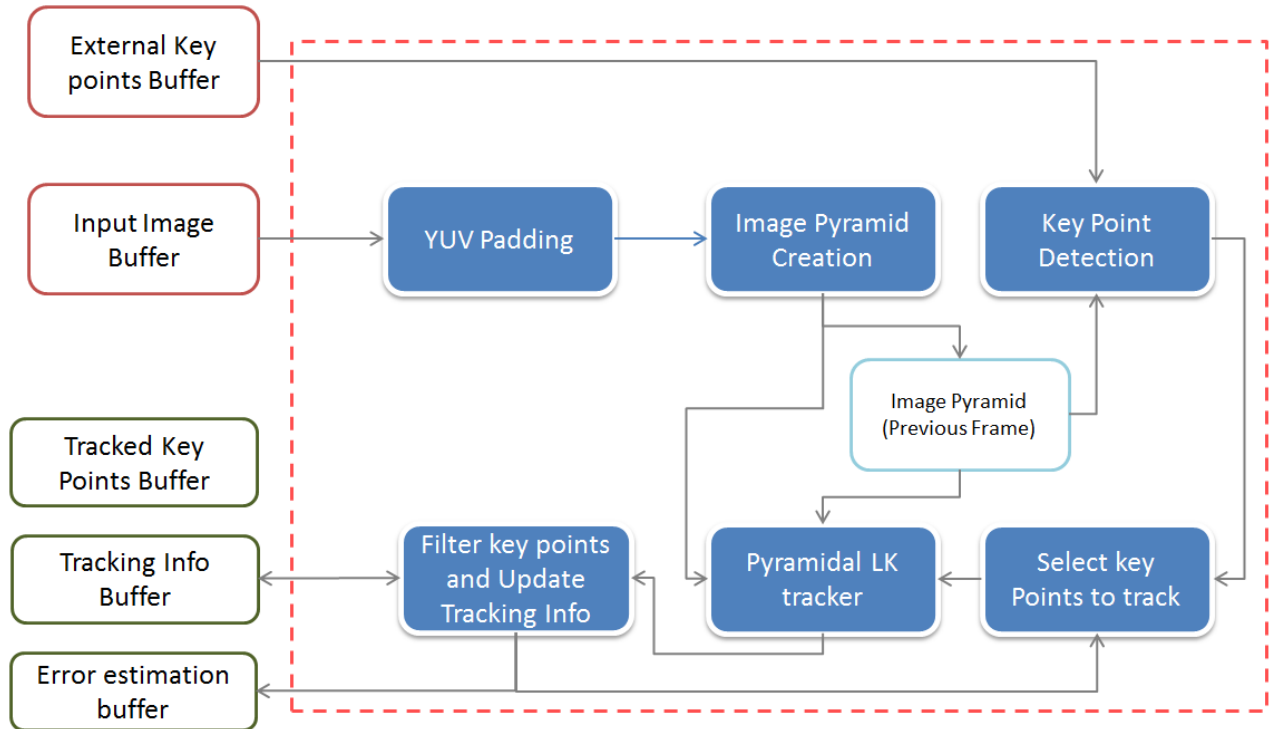 External Key
points Buffer
Input Image
Buffer
YUV Padding
Image Pyramid
Creation
Key Point
Detection
Image Pyramid
(Previous Frame)
Tracked Key
Points Buffer
Tracking Info
Buffer
Filter key points
and Update
Tracking Info
Pyramidal LK
tracker
Select key
Points to track
Error estimation
buffer